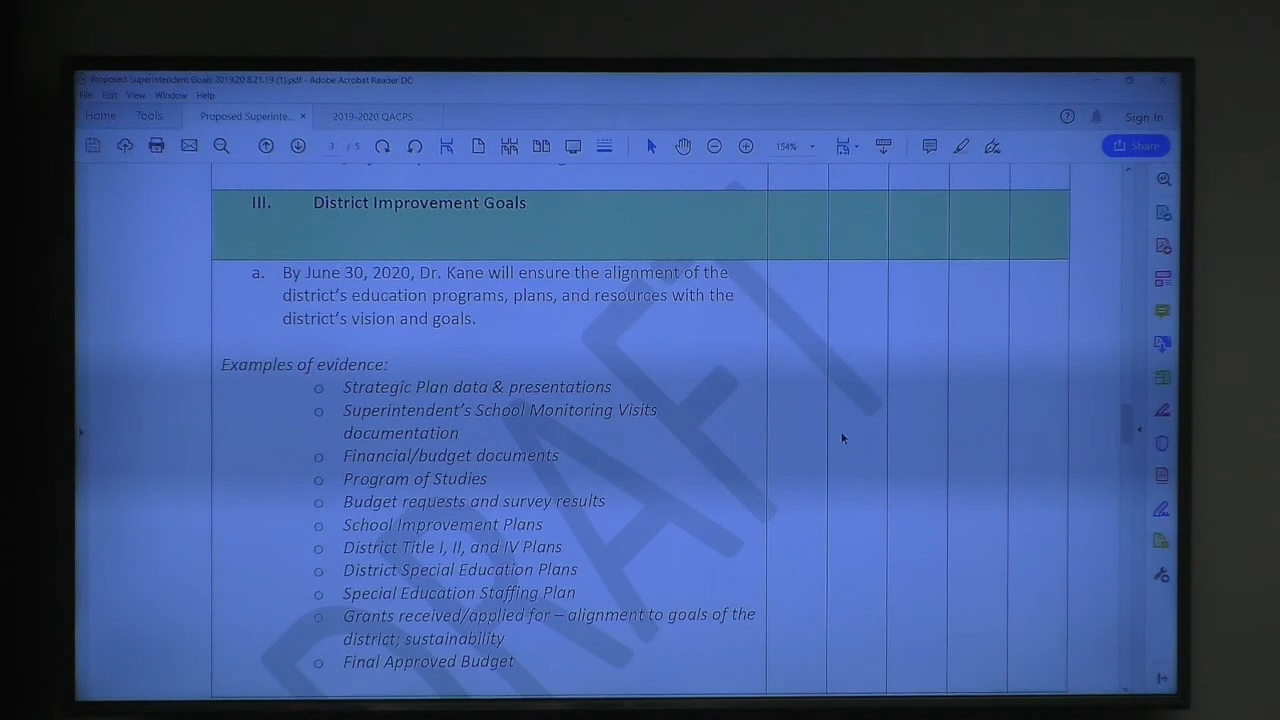 Proposed Superintendent Goals 2019.20 8.21.19 (1).pdf - Adobe Acrobat Reader DC
File Edit View Window Help
Home Tools Proposed Superinte... × 2019-2020 QACPS ... Sign In
3 / 5 154% Share
III. District Improvement Goals
a. By June 30, 2020, Dr. Kane will ensure the alignment of the
district's education programs, plans, and resources with the
district's vision and goals.
Examples of evidence:
o Strategic Plan data & presentations
o Superintendent's School Monitoring Visits
documentation
o Financial/budget documents
o Program of Studies
o Budget requests and survey results
o School Improvement Plans
o District Title I, II, and IV Plans
o District Special Education Plans
o Special Education Staffing Plan
o Grants received/applied for – alignment to goals of the
district; sustainability
o Final Approved Budget
DRAFT